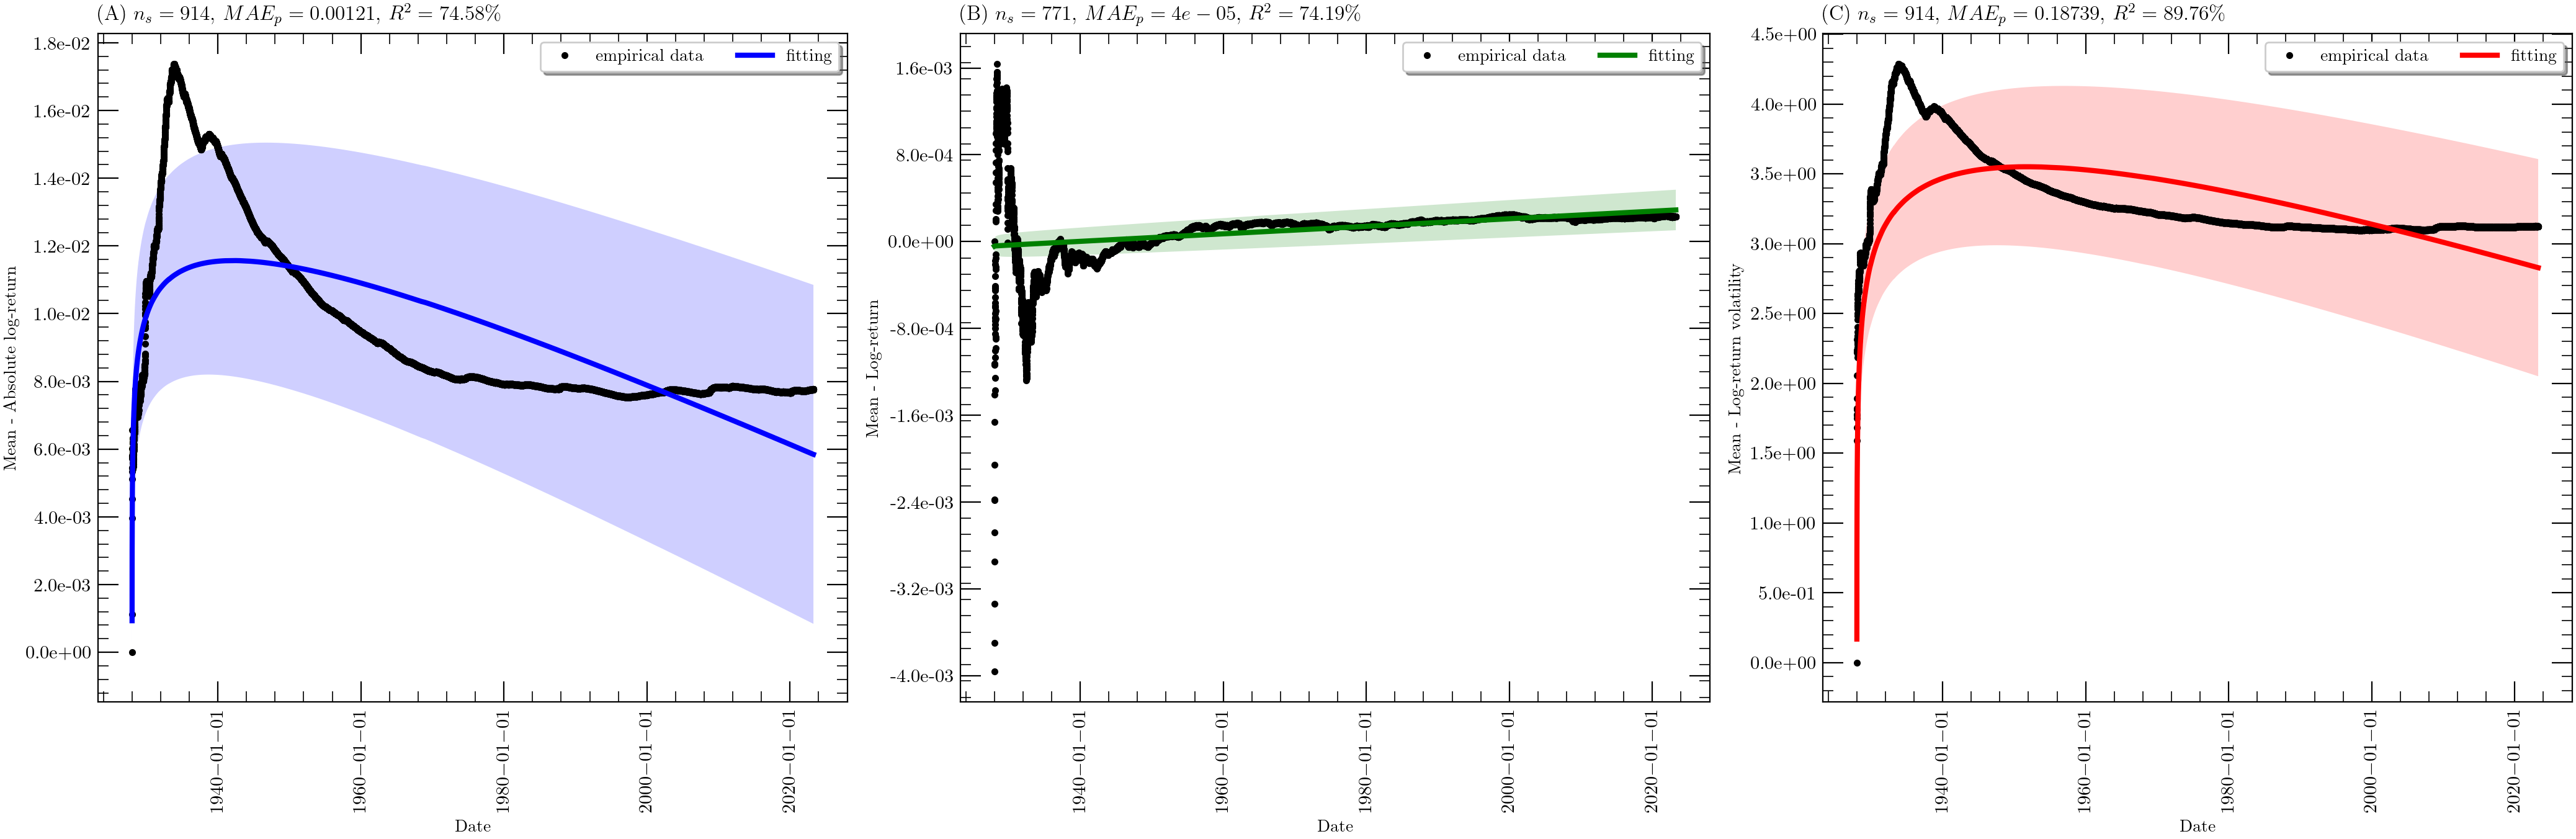 (A) n_s = 914, MAE_p = 0.00121, R² = 74.58%
empirical data fitting
1.8e-02
1.6e-02
1.4e-02
1.2e-02
1.0e-02
8.0e-03
6.0e-03
4.0e-03
2.0e-03
0.0e+00
Mean - Absolute log-return
1940−01−01
1960−01−01
1980−01−01
2000−01−01
2020−01−01
Date
(B) n_s = 771, MAE_p = 4e − 05, R² = 74.19%
empirical data fitting
1.6e-03
8.0e-04
0.0e+00
-8.0e-04
-1.6e-03
-2.4e-03
-3.2e-03
-4.0e-03
Mean - Log-return
1940−01−01
1960−01−01
1980−01−01
2000−01−01
2020−01−01
Date
(C) n_s = 914, MAE_p = 0.18739, R² = 89.76%
empirical data fitting
4.5e+00
4.0e+00
3.5e+00
3.0e+00
2.5e+00
2.0e+00
1.5e+00
1.0e+00
5.0e-01
0.0e+00
Mean - Log-return volatility
1940−01−01
1960−01−01
1980−01−01
2000−01−01
2020−01−01
Date